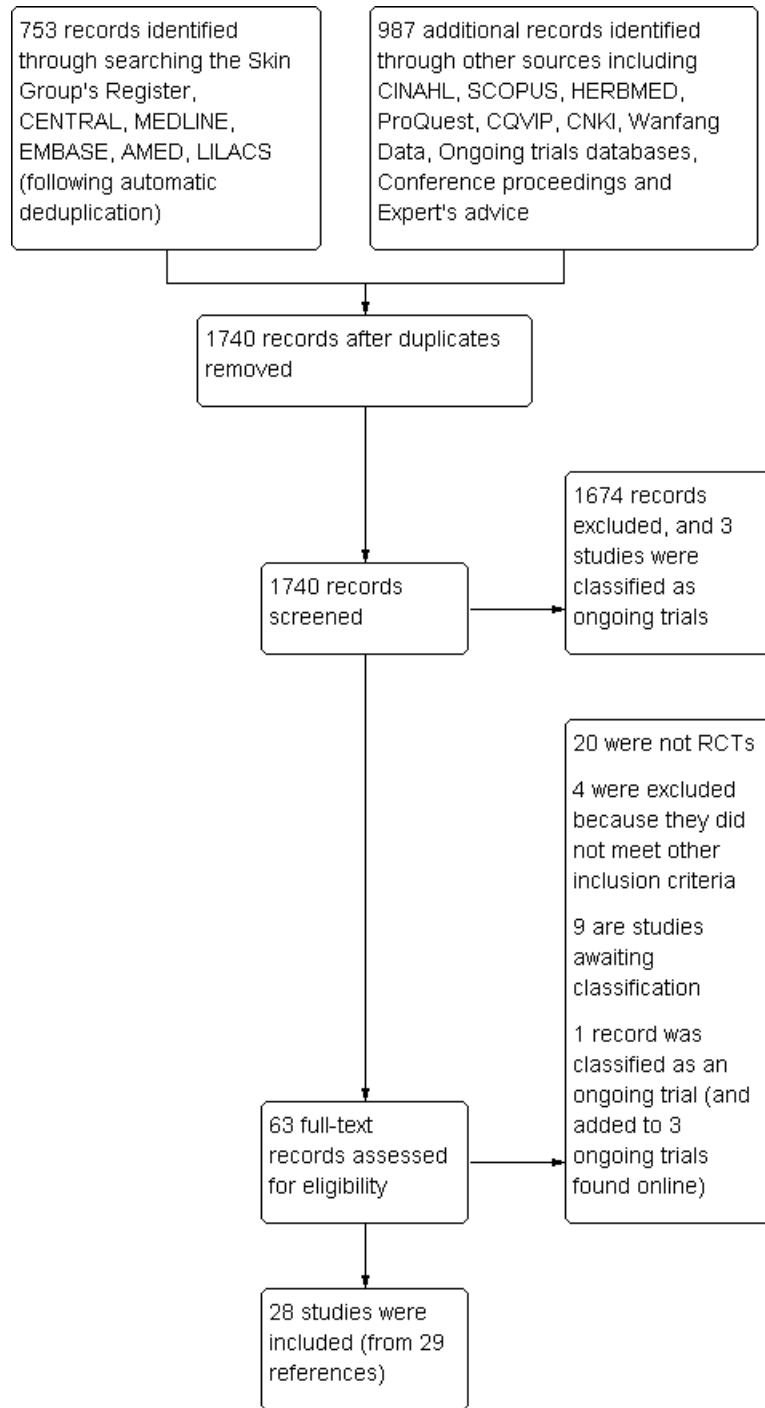 753 records identified
through searching the Skin
Group's Register,
CENTRAL, MEDLINE,
EMBASE, AMED, LILACS
(following automatic
deduplication)
987 additional records identified
through other sources including
CINAHL, SCOPUS, HERBMED,
ProQuest, CQVIP, CNKI, Wanfang
Data, Ongoing trials databases,
Conference proceedings and
Expert's advice
1740 records after duplicates
removed
1740 records
screened
1674 records
excluded, and 3
studies were
classified as
ongoing trials
63 full-text
records assessed
for eligibility
20 were not RCTs
4 were excluded
because they did
not meet other
inclusion criteria
9 are studies
awaiting
classification
1 record was
classified as an
ongoing trial (and
added to 3
ongoing trials
found online)
28 studies were
included (from 29
references)